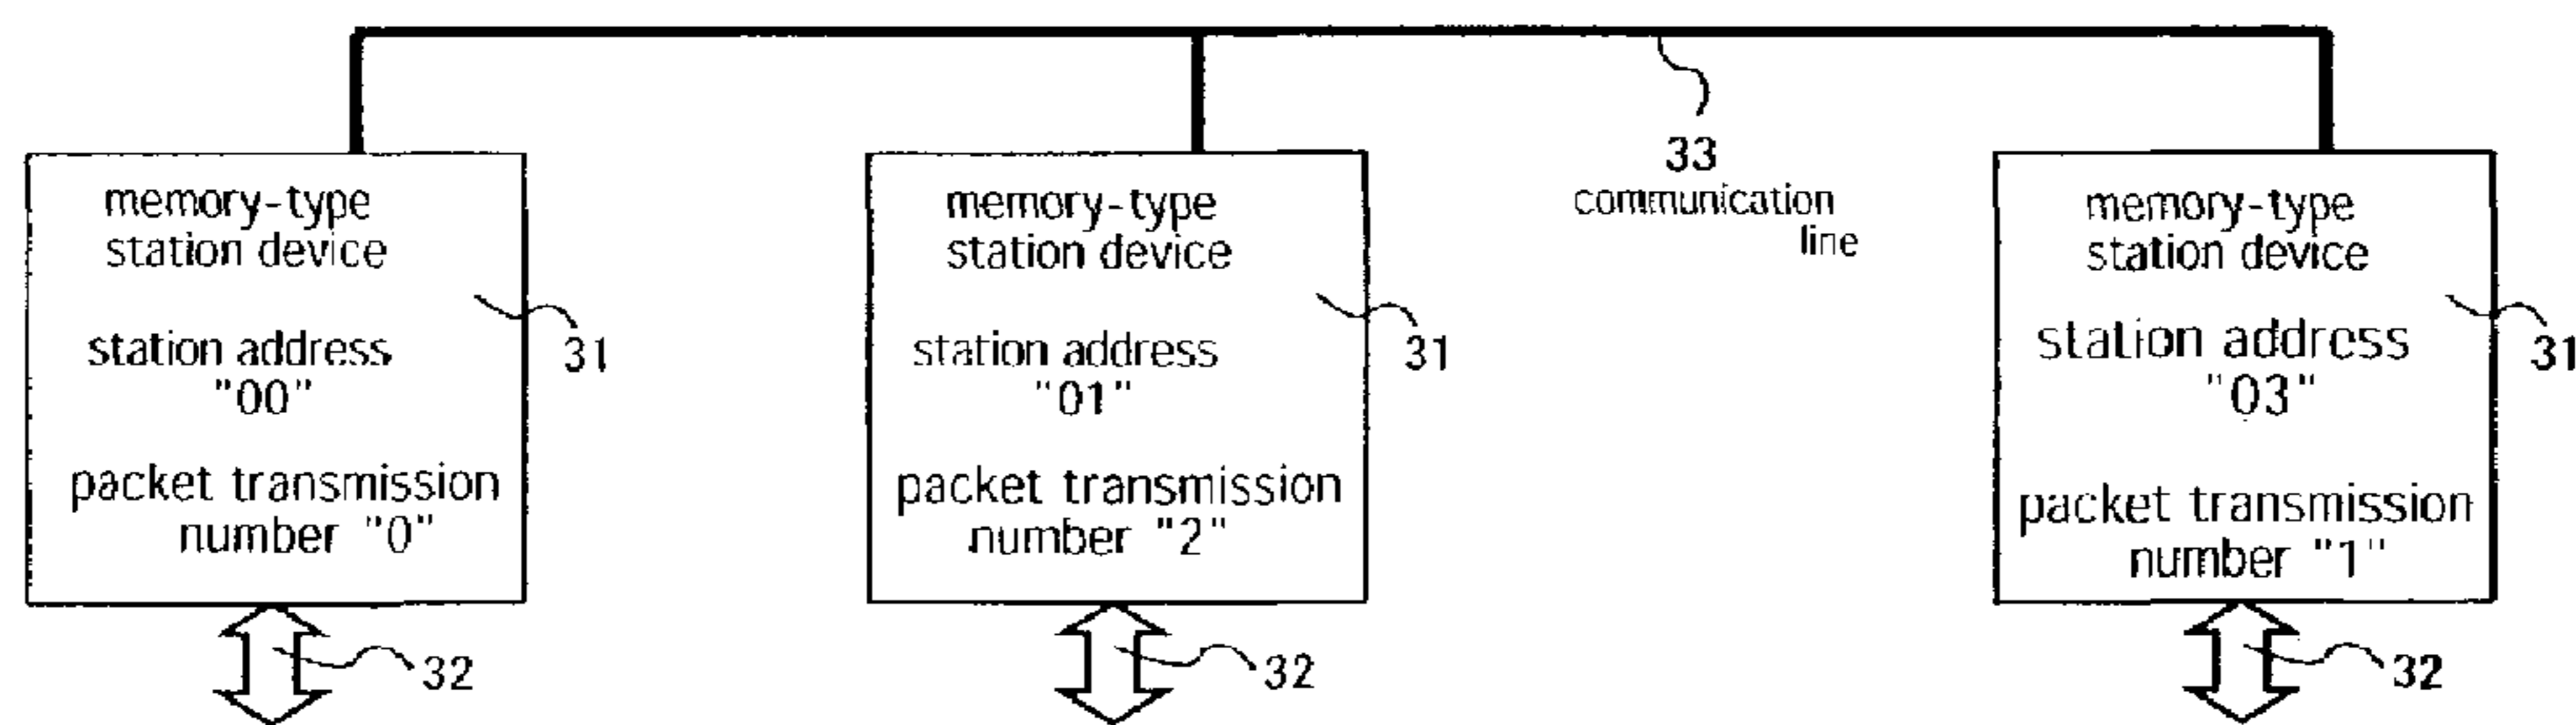 memory-type
station device
station address
"00"
packet transmission
number "0"
31
32
memory-type
station device
station address
"01"
packet transmission
number "2"
31
32
33
communication
line
memory-type
station device
station address
"03"
packet transmission
number "1"
31
32